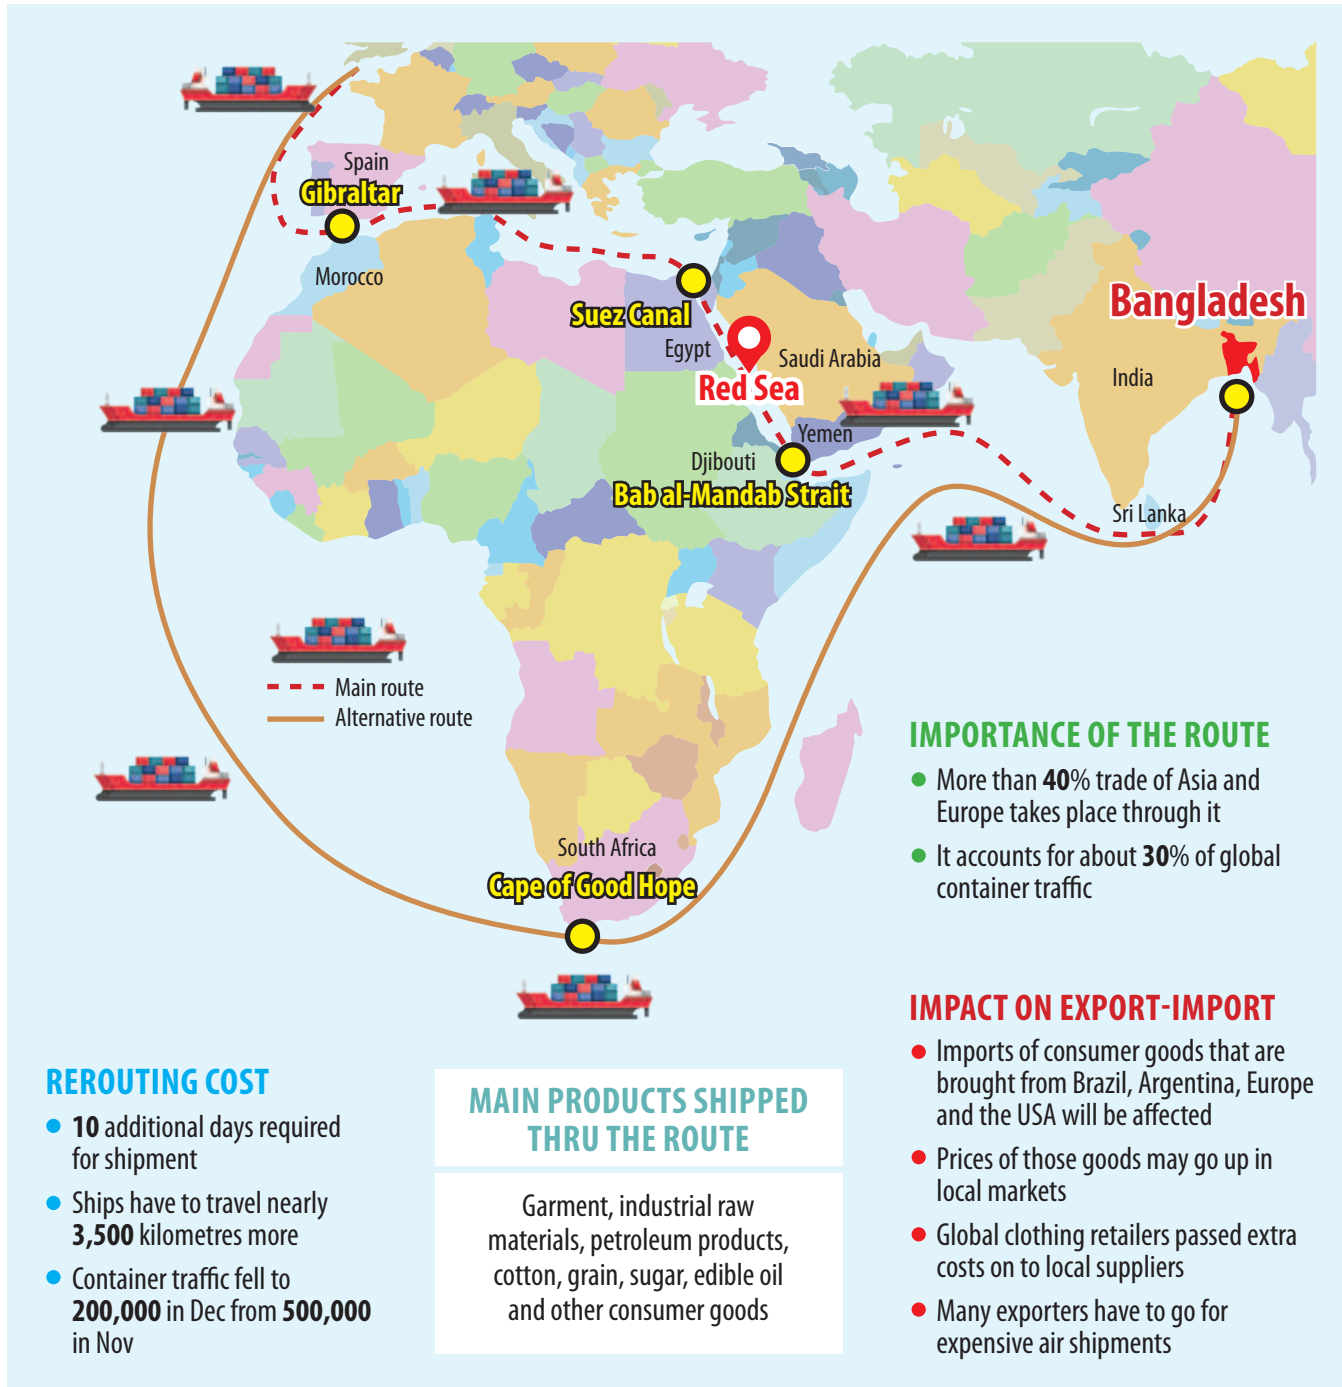 Spain
Gibraltar
Morocco
Suez Canal
Egypt
Red Sea
Saudi Arabia
Yemen
Djibouti
Bab al-Mandab Strait
Bangladesh
India
Sri Lanka
Main route
Alternative route
South Africa
Cape of Good Hope
IMPORTANCE OF THE ROUTE
More than 40% trade of Asia and
Europe takes place through it
It accounts for about 30% of global
container traffic
REROUTING COST
10 additional days required
for shipment
Ships have to travel nearly
3,500 kilometres more
Container traffic fell to
200,000 in Dec from 500,000
in Nov
MAIN PRODUCTS SHIPPED
THRU THE ROUTE
Garment, industrial raw
materials, petroleum products,
cotton, grain, sugar, edible oil
and other consumer goods
IMPACT ON EXPORT-IMPORT
Imports of consumer goods that are
brought from Brazil, Argentina, Europe
and the USA will be affected
Prices of those goods may go up in
local markets
Global clothing retailers passed extra
costs on to local suppliers
Many exporters have to go for
expensive air shipments